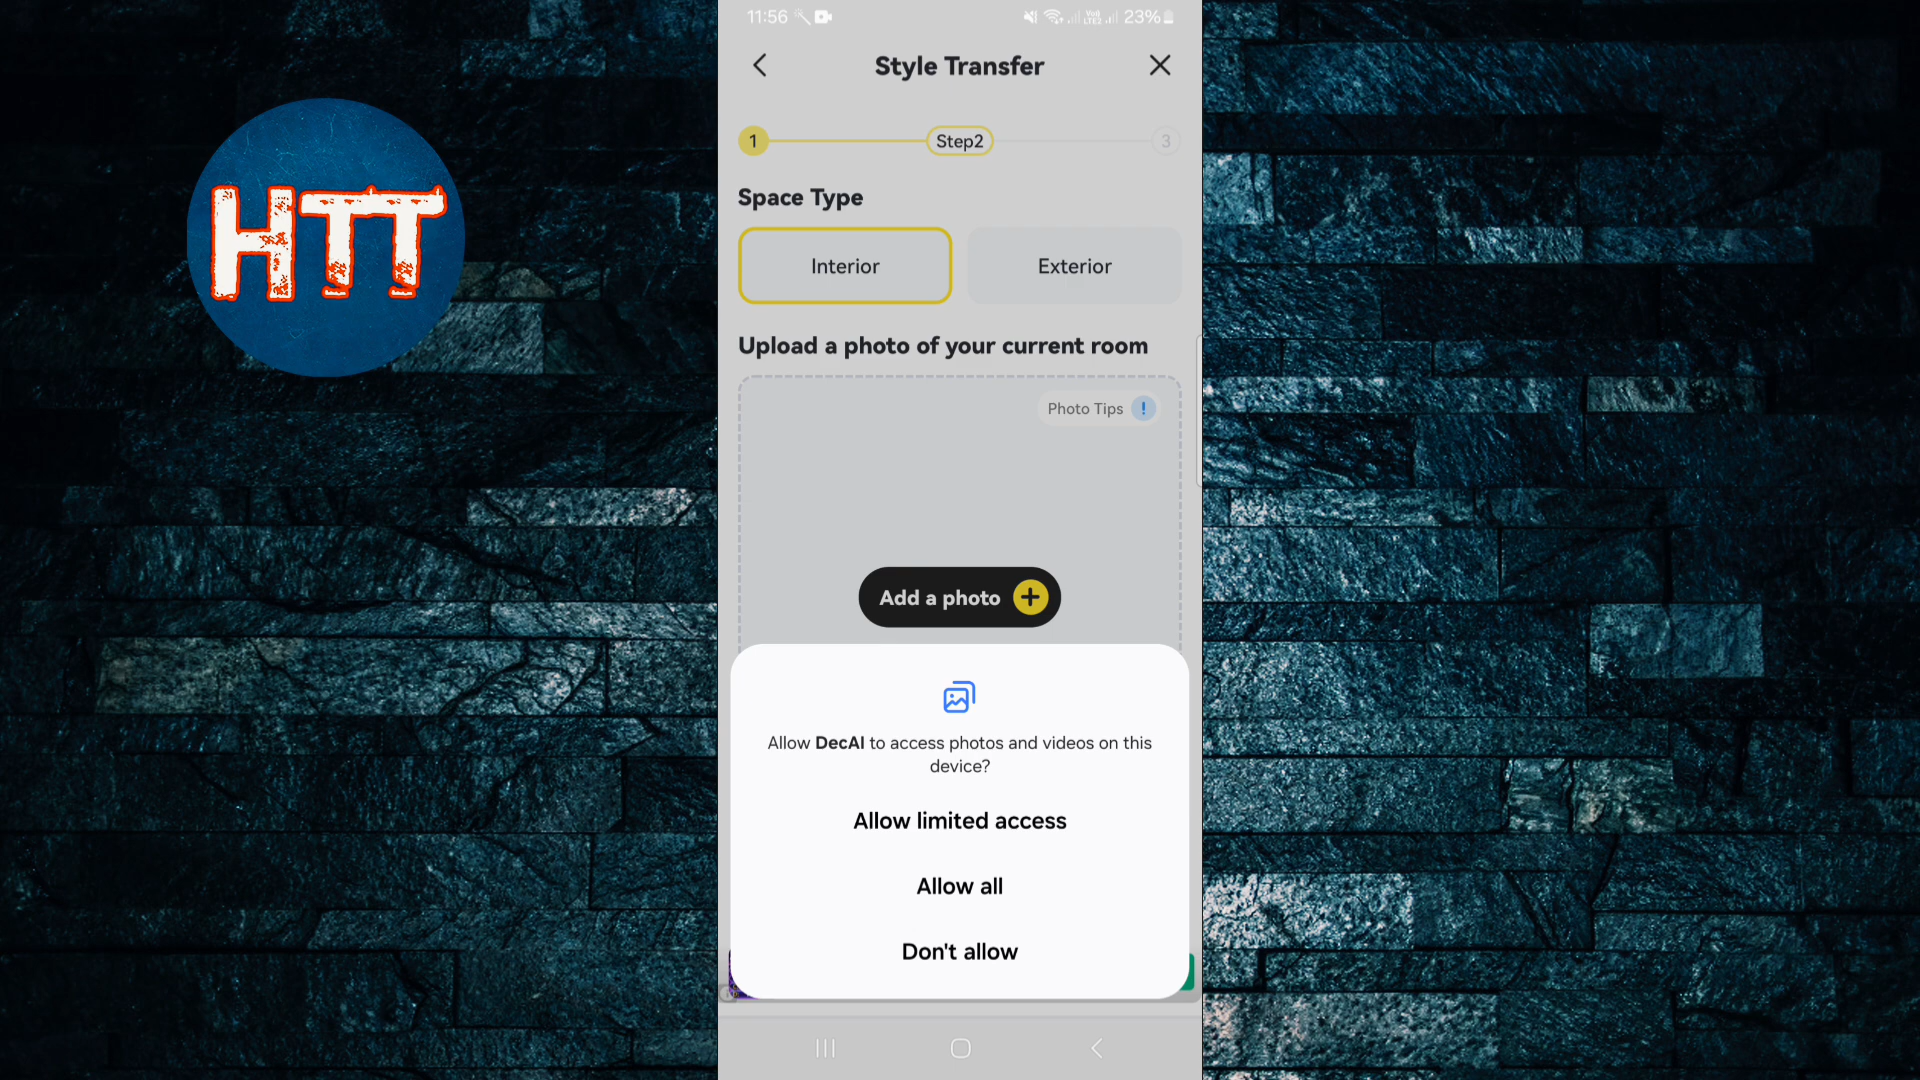 HTT
11:56
Vo)) LTE2 23%
Style Transfer
1 Step2 3
Space Type
Interior Exterior
Upload a photo of your current room
Photo Tips !
Add a photo +
Allow DecAI to access photos and videos on this
device?
Allow limited access
Allow all
Don't allow